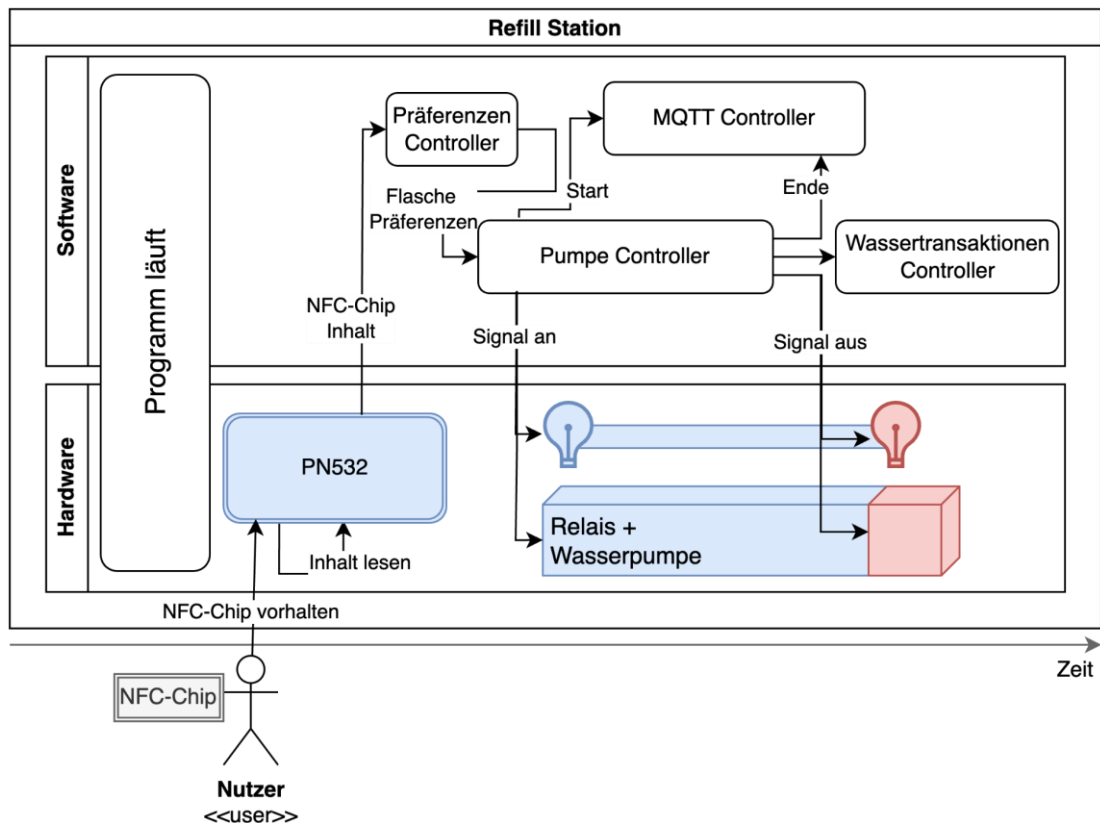 Refill Station
Software
Programm läuft
Präferenzen
Controller
MQTT Controller
Flasche
Präferenzen
Start
Ende
Pumpe Controller
Wassertransaktionen
Controller
NFC-Chip
Inhalt
Signal an
Signal aus
Hardware
PN532
Inhalt lesen
Relais +
Wasserpumpe
NFC-Chip vorhalten
Zeit
NFC-Chip
Nutzer
<<user>>